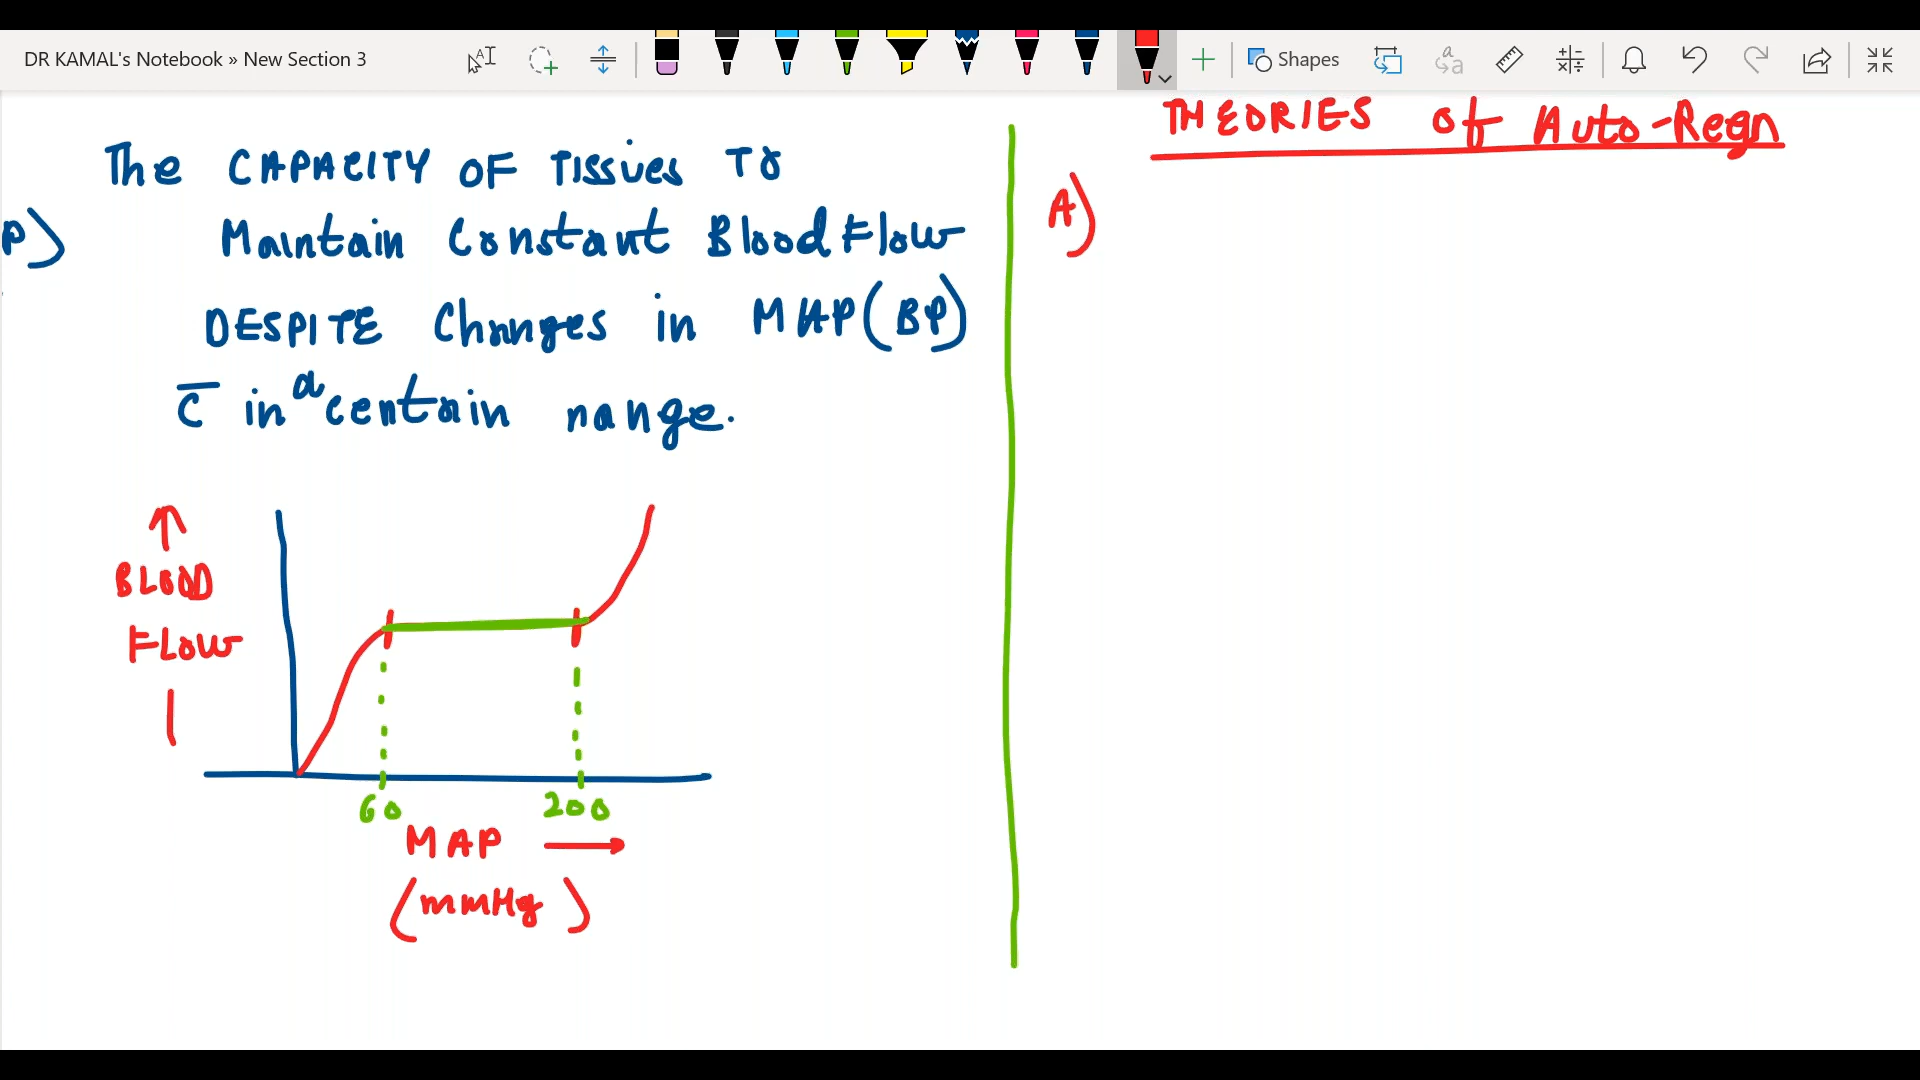 DR KAMAL's Notebook » New Section 3
Shapes
The CAPACITY OF TISSUES TO
P)
Maintain Constant Blood Flow
DESPITE Changes in MAP (BP)
c̅ in a certain range.
↑
BLOOD
FLOW
60
200
MAP →
(mmHg)
THEORIES of Auto-Regn
A)